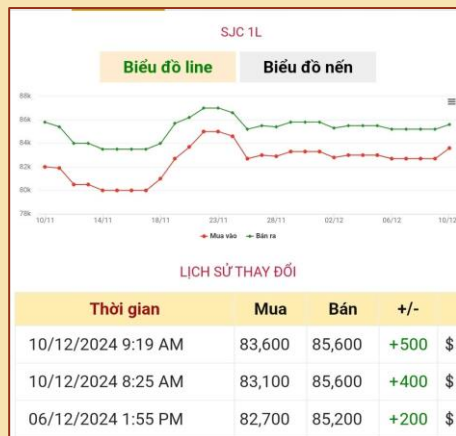 SJC 1L
Biểu đồ line
Biểu đồ nến
88k
86k
84k
82k
80k
78k
10/11 14/11 18/11 23/11 28/11 02/12 06/12 10/12
Mua vào Bán ra
LỊCH SỬ THAY ĐỔI
Thời gian Mua Bán +/-
10/12/2024 9:19 AM 83,600 85,600 +500 $
10/12/2024 8:25 AM 83,100 85,600 +400 $
06/12/2024 1:55 PM 82,700 85,200 +200 $